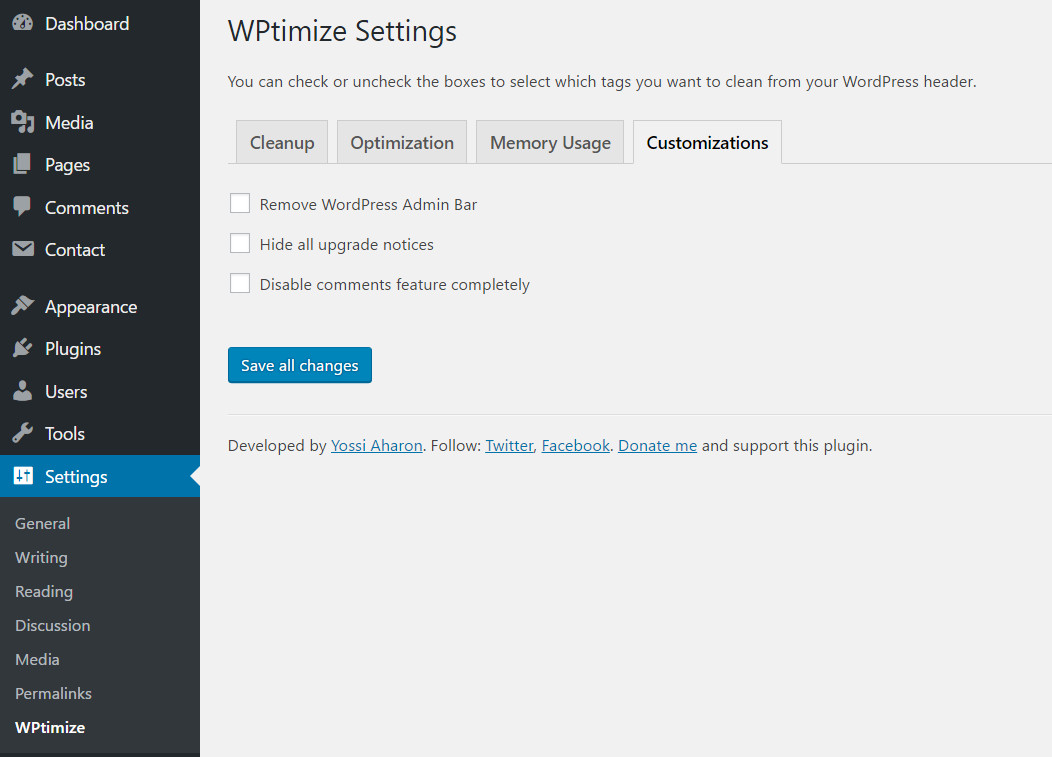 Dashboard
Posts
Media
Pages
Comments
Contact
Appearance
Plugins
Users
Tools
Settings
General
Writing
Reading
Discussion
Media
Permalinks
WPtimize
WPtimize Settings
You can check or uncheck the boxes to select which tags you want to clean from your WordPress header.
Cleanup Optimization Memory Usage Customizations
Remove WordPress Admin Bar
Hide all upgrade notices
Disable comments feature completely
Save all changes
Developed by Yossi Aharon. Follow: Twitter, Facebook. Donate me and support this plugin.